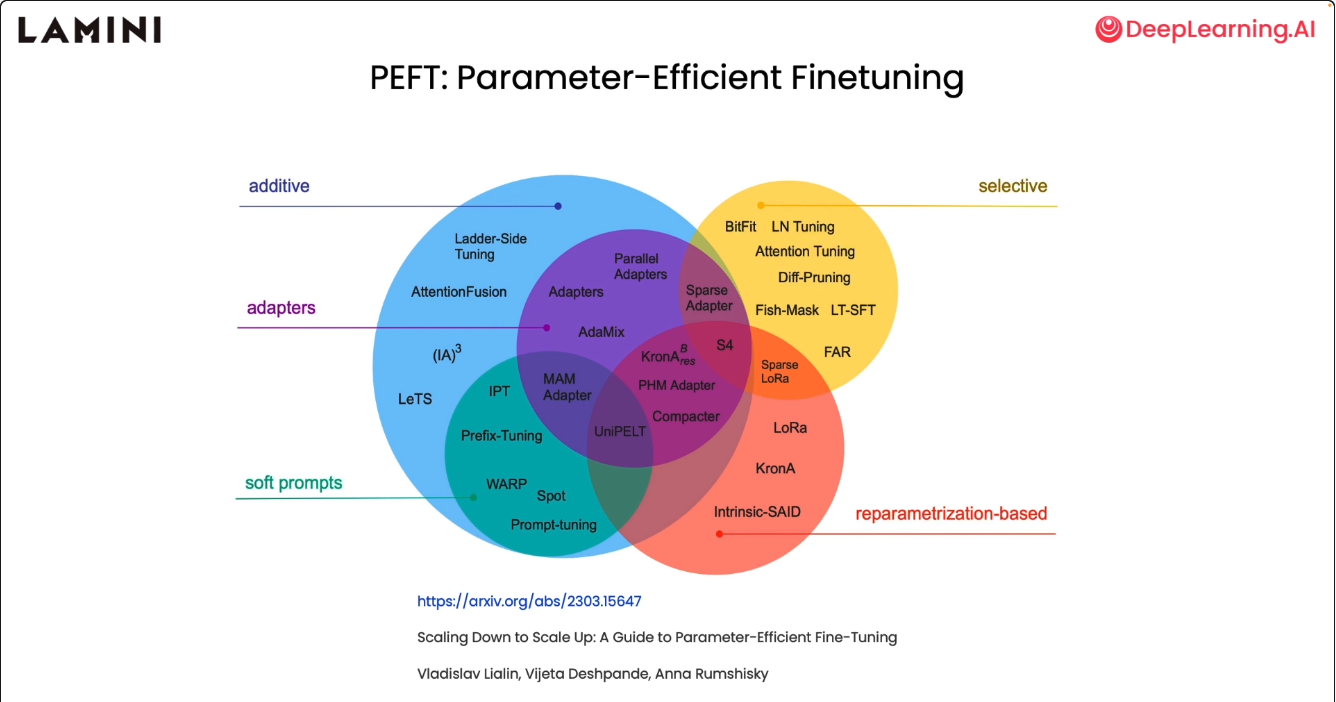 LAMINI
DeepLearning.AI
PEFT: Parameter-Efficient Finetuning
additive
selective
adapters
soft prompts
reparametrization-based
Ladder-Side
Tuning
AttentionFusion
(IA)³
LeTS
Parallel
Adapters
Adapters
AdaMix
Sparse
Adapter
BitFit
LN Tuning
Attention Tuning
Diff-Pruning
Fish-Mask
LT-SFT
FAR
S4
Sparse
LoRa
KronA^B_res
PHM Adapter
Compacter
MAM
Adapter
UniPELT
IPT
Prefix-Tuning
WARP
Spot
Prompt-tuning
LoRa
KronA
Intrinsic-SAID
https://arxiv.org/abs/2303.15647
Scaling Down to Scale Up: A Guide to Parameter-Efficient Fine-Tuning
Vladislav Lialin, Vijeta Deshpande, Anna Rumshisky